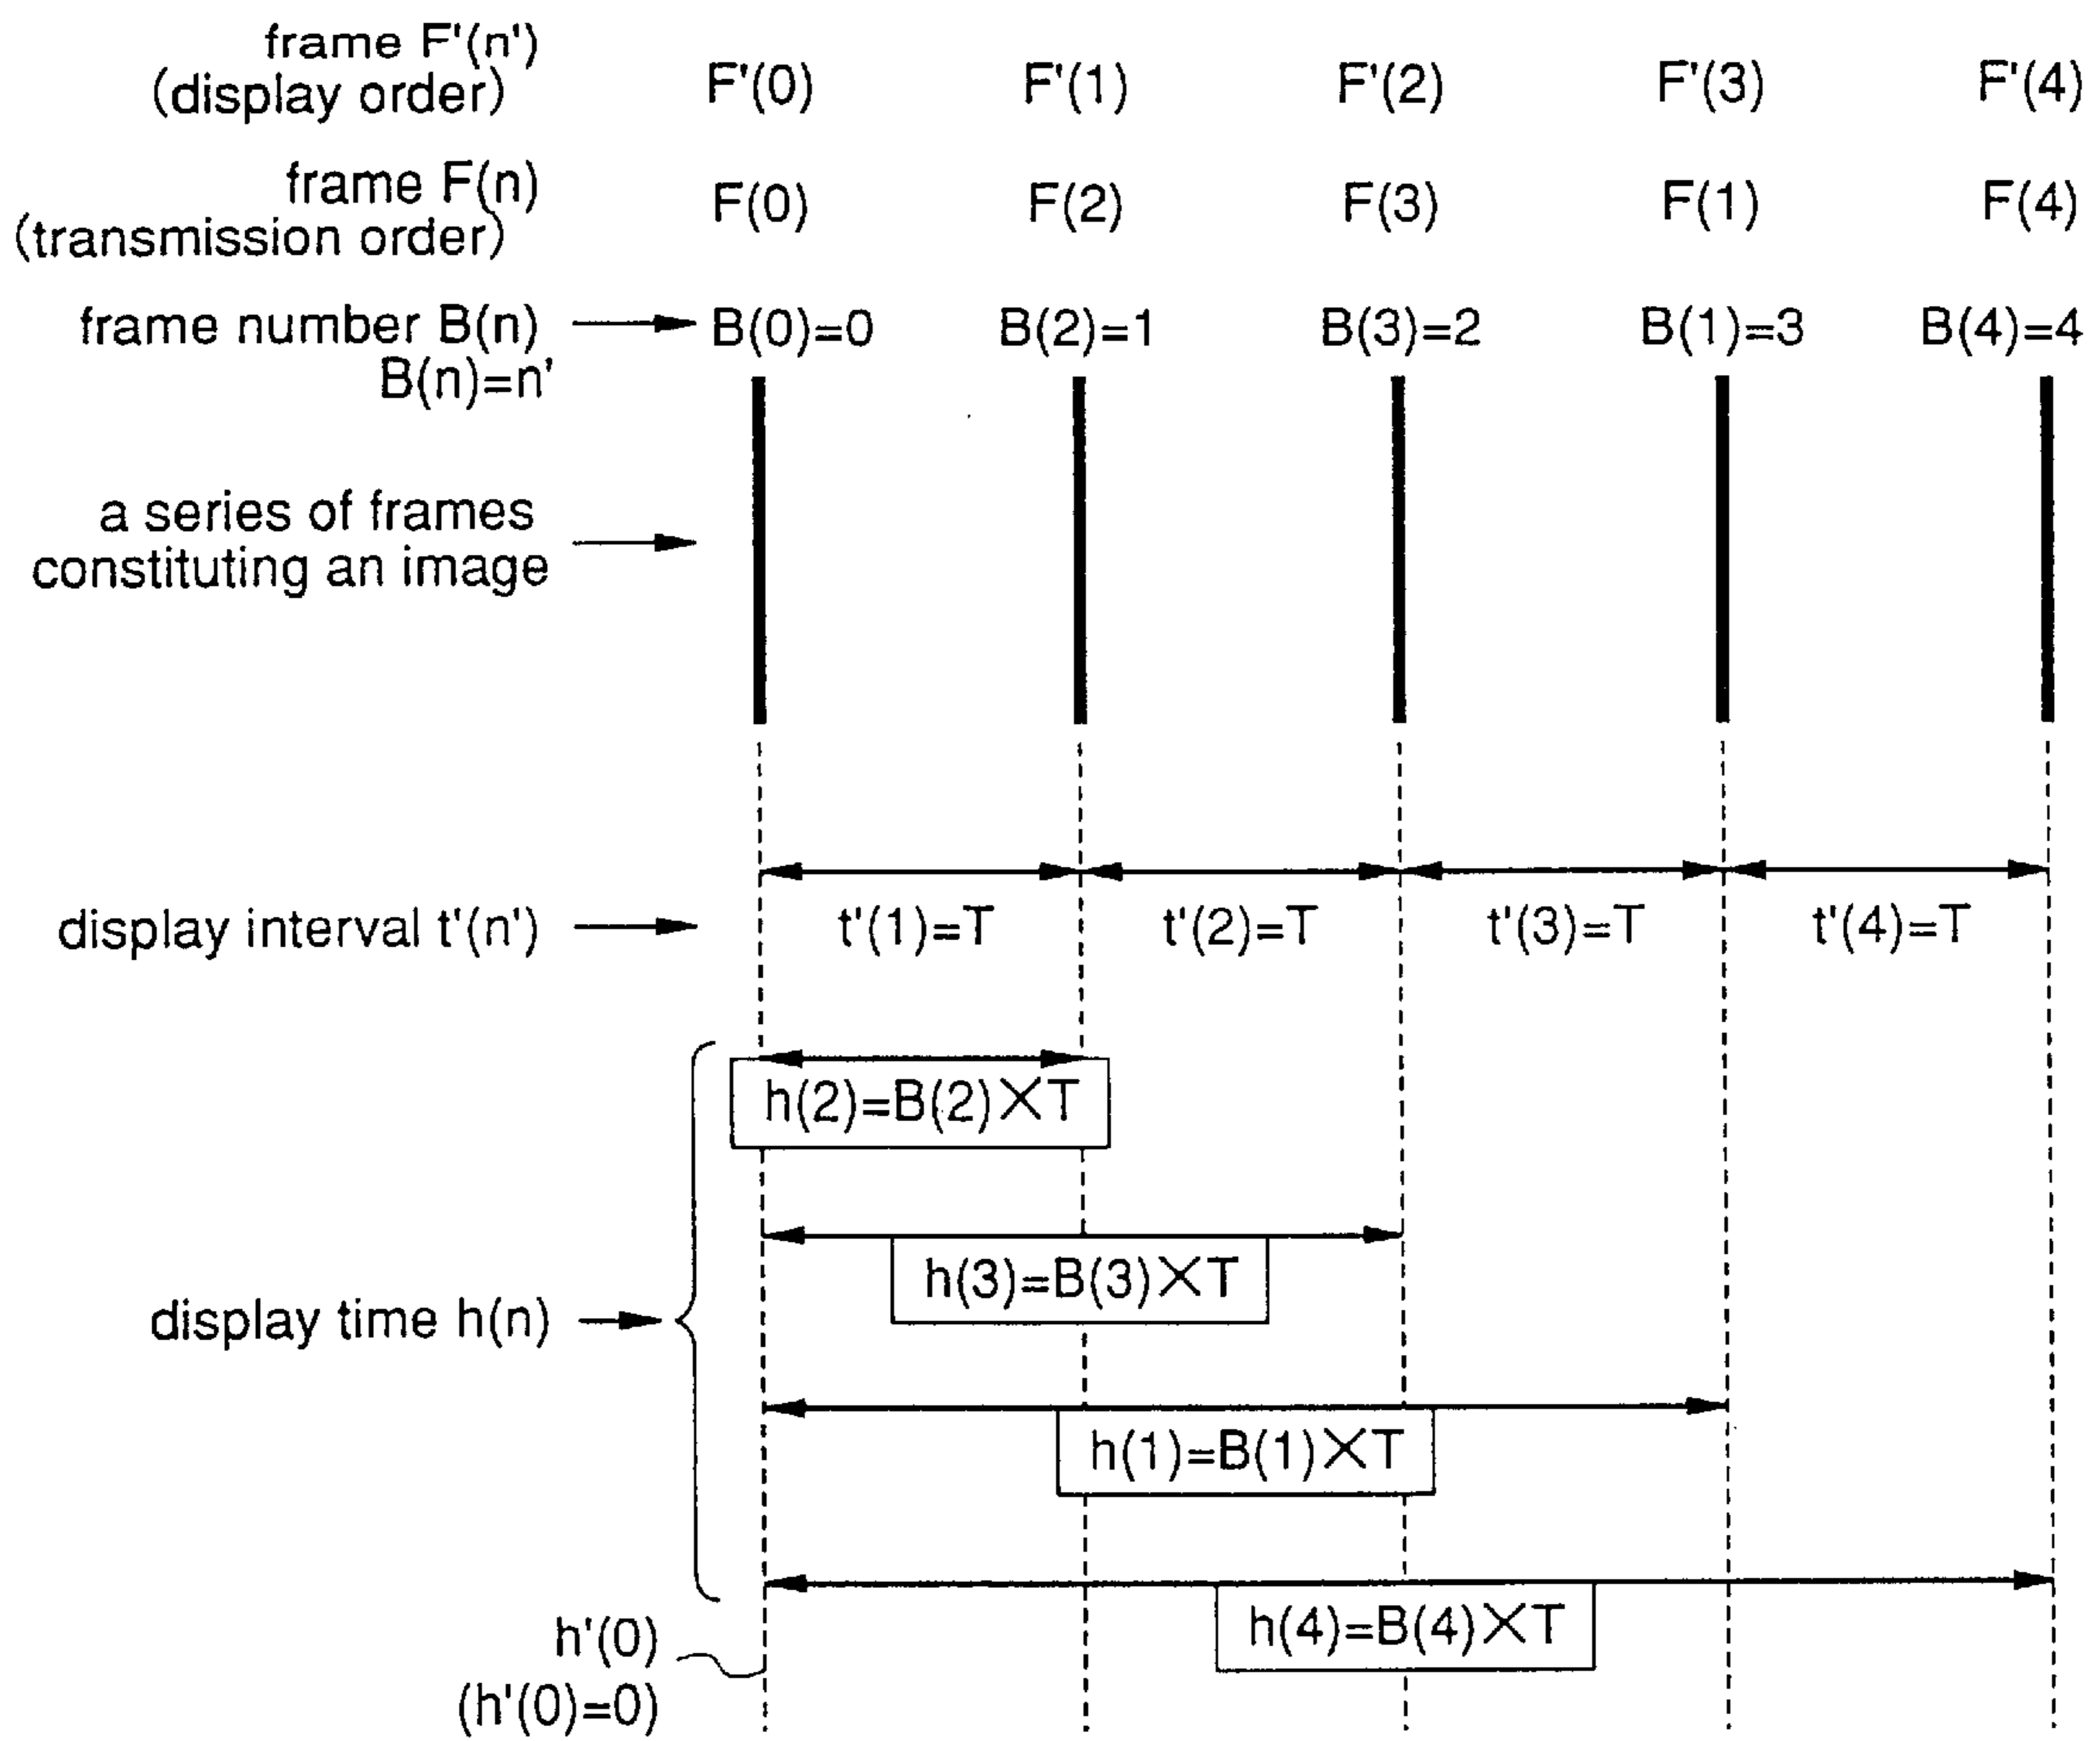 frame F'(n')
(display order)
F'(0) F'(1) F'(2) F'(3) F'(4)
frame F(n)
(transmission order)
F(0) F(2) F(3) F(1) F(4)
frame number B(n)
B(n)=n'
B(0)=0 B(2)=1 B(3)=2 B(1)=3 B(4)=4
a series of frames
constituting an image
display interval t'(n')
t'(1)=T t'(2)=T t'(3)=T t'(4)=T
h(2)=B(2)×T
h(3)=B(3)×T
display time h(n)
h(1)=B(1)×T
h(4)=B(4)×T
h'(0)
(h'(0)=0)